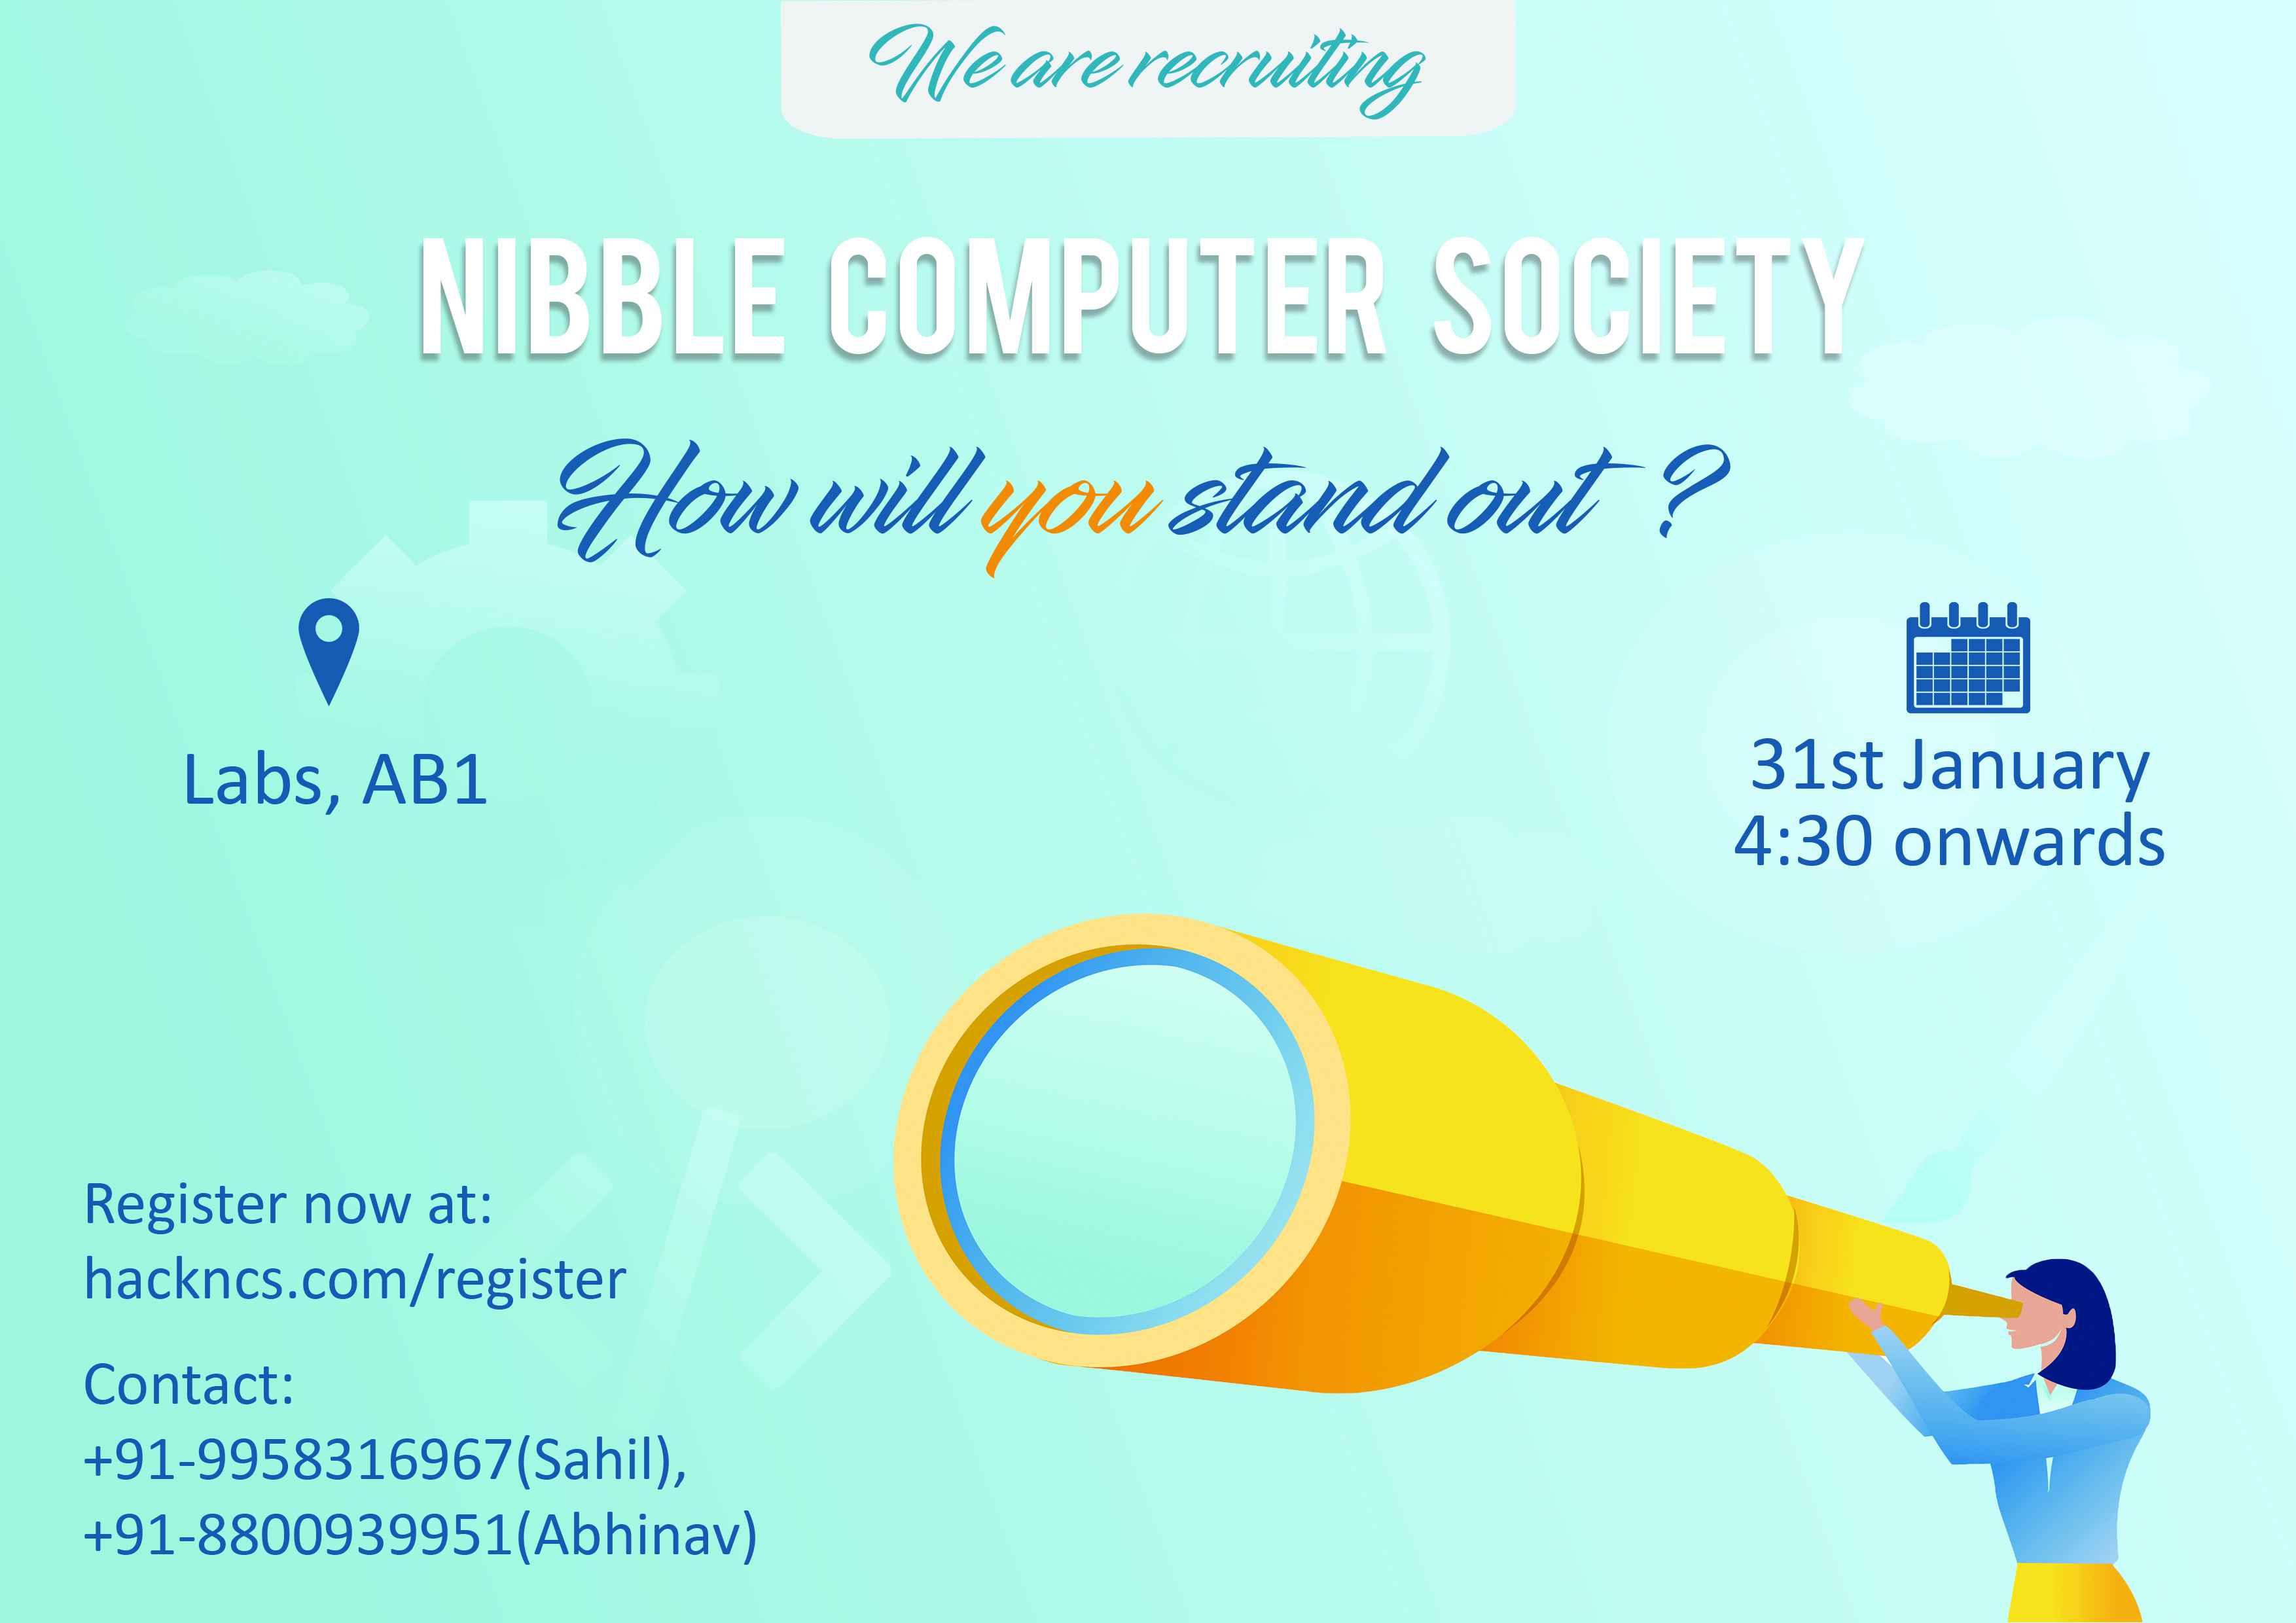 We are recruiting
NIBBLE COMPUTER SOCIETY
How will you stand out ?
Labs, AB1
31st January
4:30 onwards
Register now at:
hackncs.com/register
Contact:
+91-9958316967(Sahil),
+91-8800939951(Abhinav)